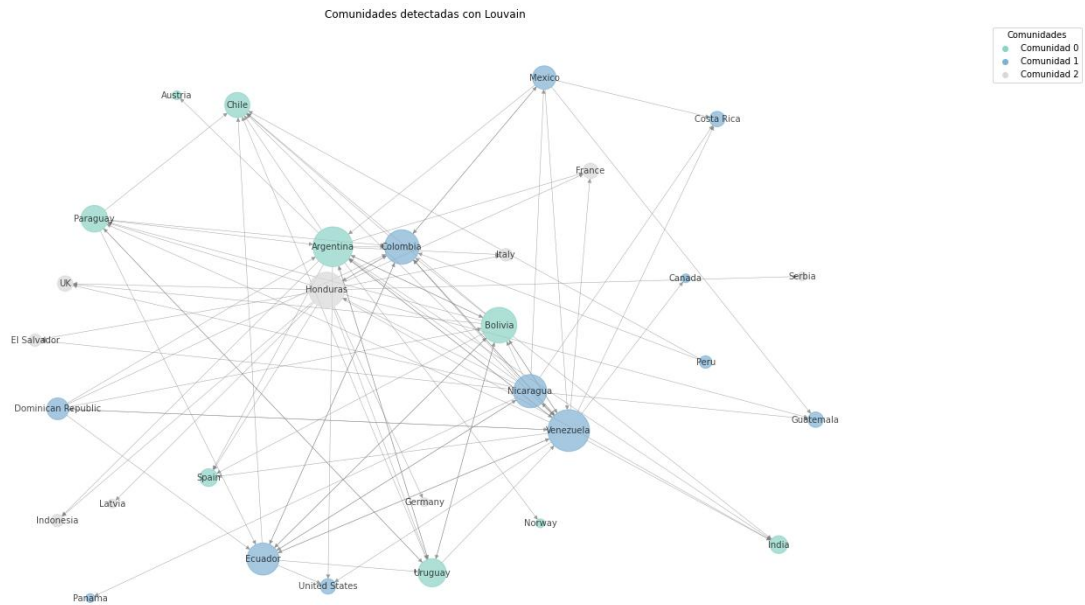 Comunidades detectadas con Louvain
Comunidades
Comunidad 0
Comunidad 1
Comunidad 2
Mexico
Austria
Chile
Costa Rica
France
Paraguay
Argentina
Colombia
Italy
Serbia
Canada
UK
Honduras
Bolivia
El Salvador
Peru
Nicaragua
Dominican Republic
Guatemala
Venezuela
Spain
Latvia
Germany
Indonesia
Norway
India
Ecuador
Uruguay
United States
Panama